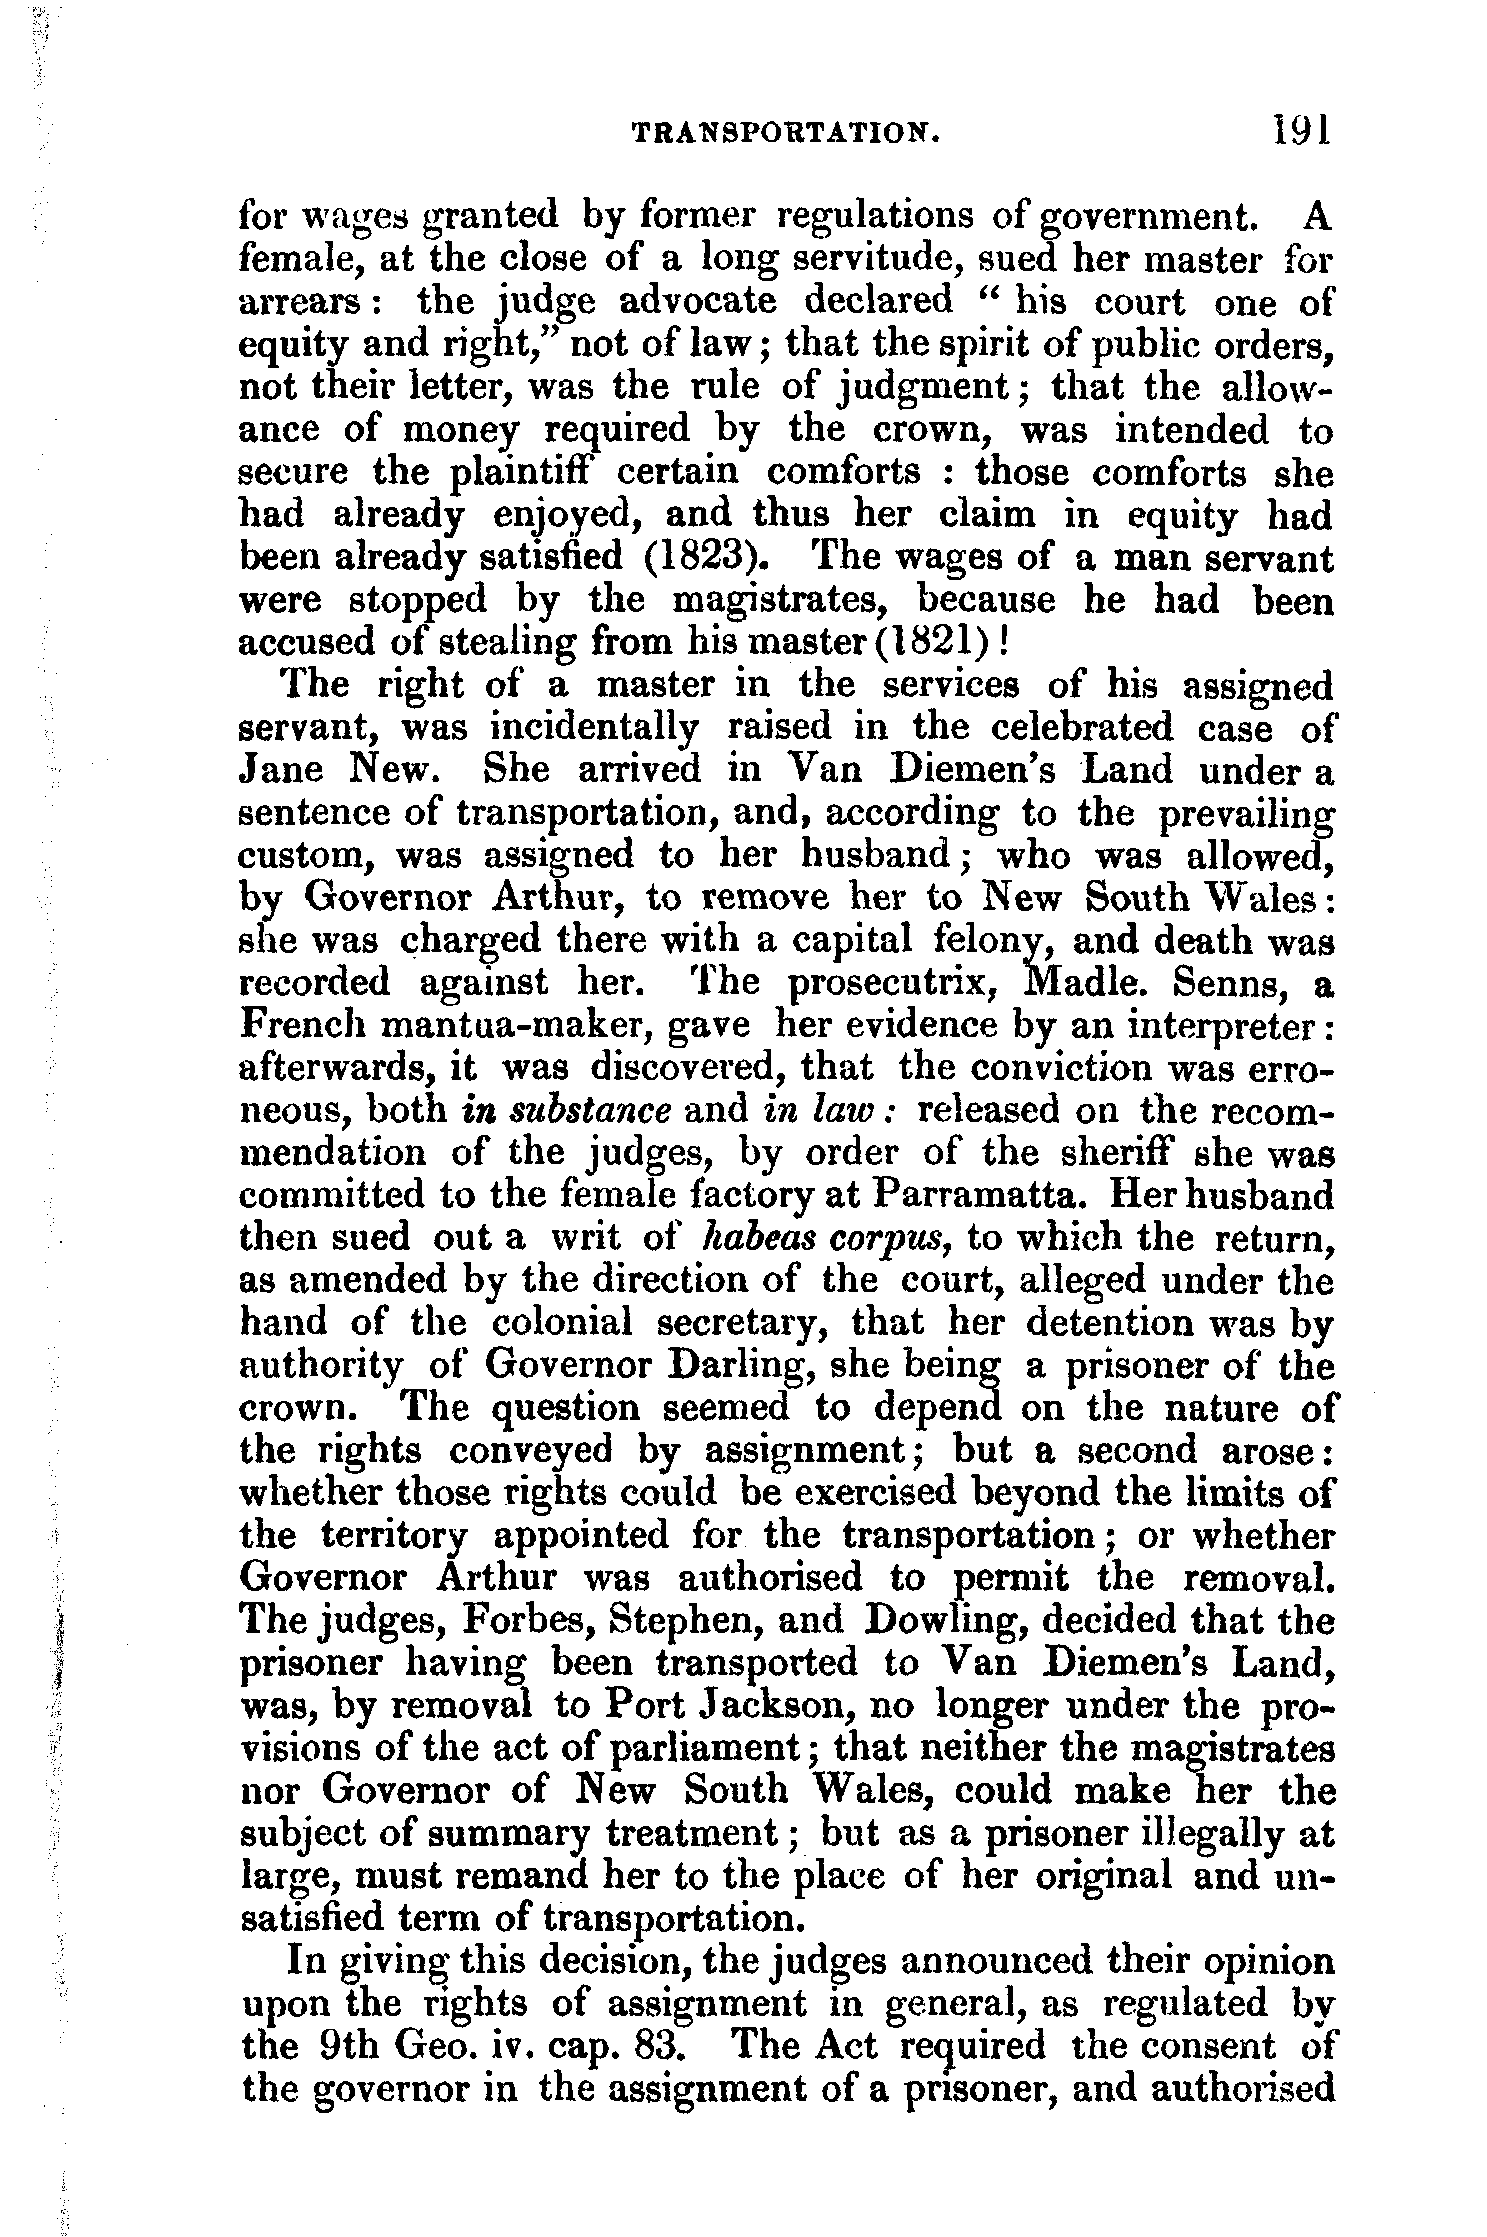 TRANSPORTATION. 191
for wages granted by former regulations of government. A
female, at the close of a long servitude, sued her master for
arrears : the judge advocate declared “ his court one of
equity and right,” not of law ; that the spirit of public orders,
not their letter, was the rule of judgment ; that the allow-
ance of money required by the crown, was intended to
secure the plaintiff certain comforts : those comforts she
had already enjoyed, and thus her claim in equity had
been already satisfied (1823). The wages of a man servant
were stopped by the magistrates, because he had been
accused of stealing from his master (1821) !
The right of a master in the services of his assigned
servant, was incidentally raised in the celebrated case of
Jane New. She arrived in Van Diemen's Land under a
sentence of transportation, and, according to the prevailing
custom, was assigned to her husband ; who was allowed,
by Governor Arthur, to remove her to New South Wales :
she was charged there with a capital felony, and death was
recorded against her. The prosecutrix, Madle. Senns, a
French mantua-maker, gave her evidence by an interpreter :
afterwards, it was discovered, that the conviction was erro-
neous, both in substance and in law : released on the recom-
mendation of the judges, by order of the sheriff she was
committed to the female factory at Parramatta. Her husband
then sued out a writ of habeas corpus, to which the return,
as amended by the direction of the court, alleged under the
hand of the colonial secretary, that her detention was by
authority of Governor Darling, she being a prisoner of the
crown. The question seemed to depend on the nature of
the rights conveyed by assignment ; but a second arose :
whether those rights could be exercised beyond the limits of
the territory appointed for the transportation ; or whether
Governor Arthur was authorised to permit the removal.
The judges, Forbes, Stephen, and Dowling, decided that the
prisoner having been transported to Van Diemen's Land,
was, by removal to Port Jackson, no longer under the pro-
visions of the act of parliament ; that neither the magistrates
nor Governor of New South Wales, could make her the
subject of summary treatment ; but as a prisoner illegally at
large, must remand her to the place of her original and un-
satisfied term of transportation.
In giving this decision, the judges announced their opinion
upon the rights of assignment in general, as regulated by
the 9th Geo. iv. cap. 83. The Act required the consent of
the governor in the assignment of a prisoner, and authorised